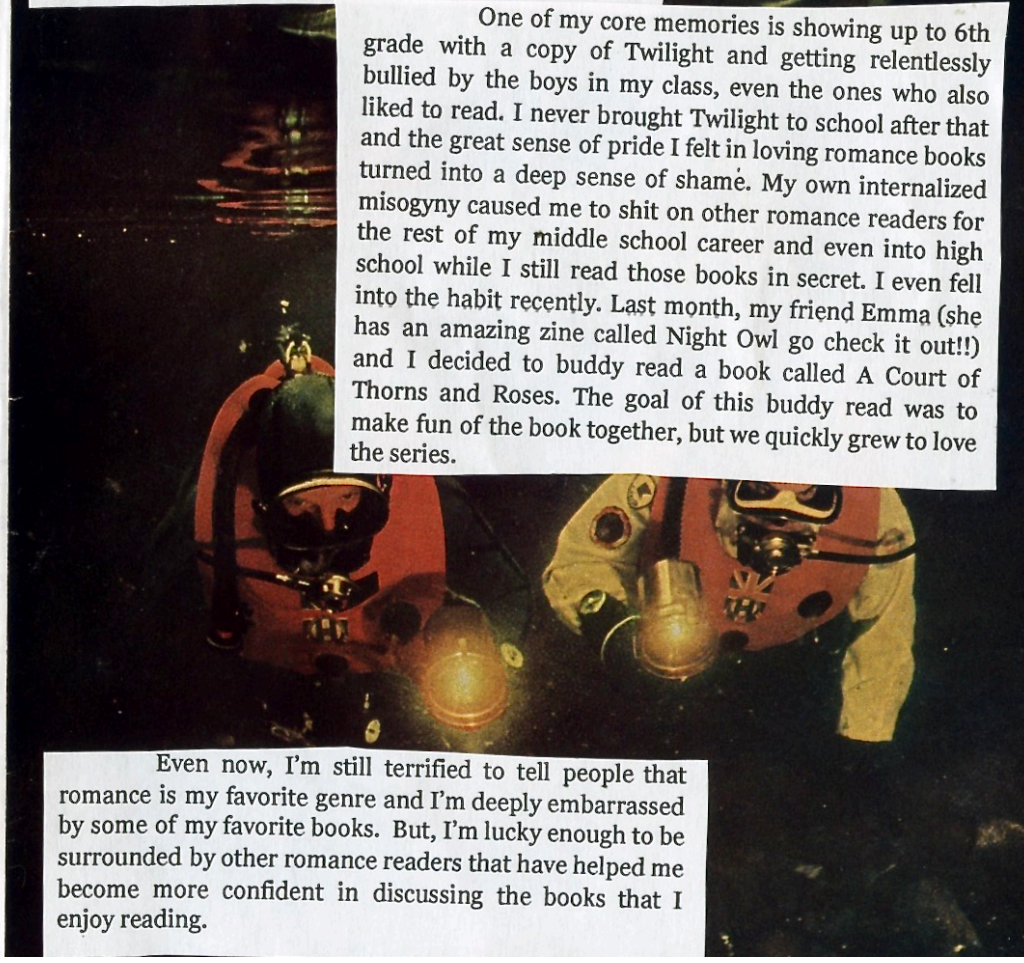 One of my core memories is showing up to 6th
grade with a copy of Twilight and getting relentlessly
bullied by the boys in my class, even the ones who also
liked to read. I never brought Twilight to school after that
and the great sense of pride I felt in loving romance books
turned into a deep sense of shame. My own internalized
misogyny caused me to shit on other romance readers for
the rest of my middle school career and even into high
school while I still read those books in secret. I even fell
into the habit recently. Last month, my friend Emma (she
has an amazing zine called Night Owl go check it out!!)
and I decided to buddy read a book called A Court of
Thorns and Roses. The goal of this buddy read was to
make fun of the book together, but we quickly grew to love
the series.
Even now, I'm still terrified to tell people that
romance is my favorite genre and I'm deeply embarrassed
by some of my favorite books. But, I'm lucky enough to be
surrounded by other romance readers that have helped me
become more confident in discussing the books that I
enjoy reading.